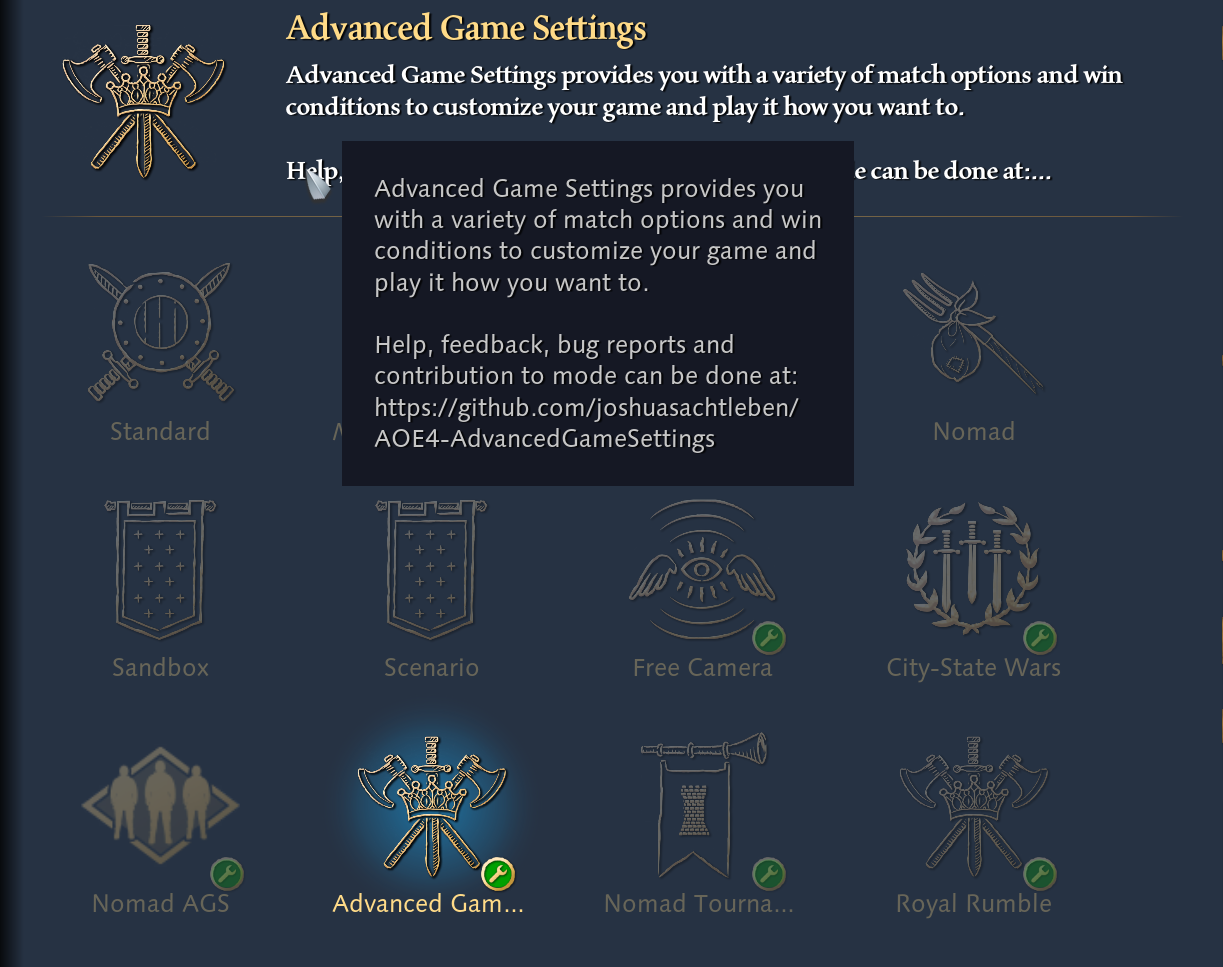 Advanced Game Settings
Advanced Game Settings provides you with a variety of match options and win
conditions to customize your game and play it how you want to.
Help, e can be done at:...
Advanced Game Settings provides you
with a variety of match options and win
conditions to customize your game and
play it how you want to.
Help, feedback, bug reports and
contribution to mode can be done at:
https://github.com/joshuasachtleben/
AOE4-AdvancedGameSettings
Standard
Nomad
Sandbox
Scenario
Free Camera
City-State Wars
Nomad AGS
Advanced Gam...
Nomad Tourna...
Royal Rumble